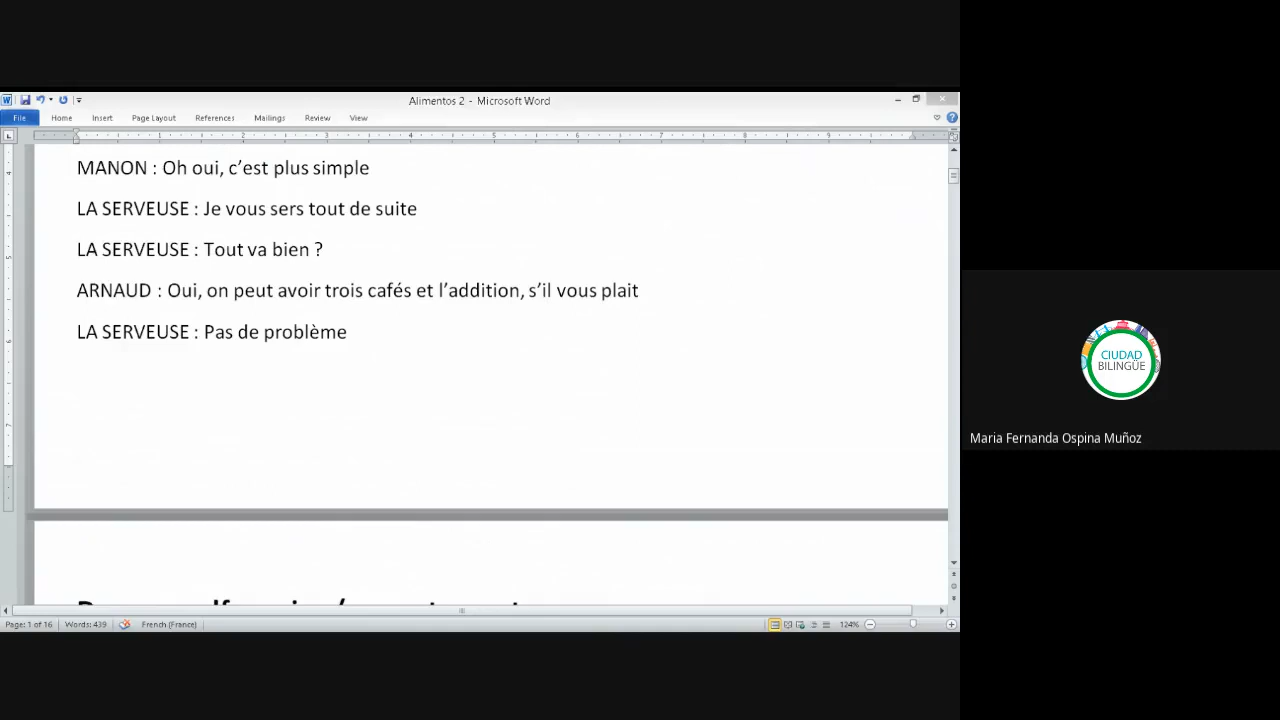 Alimentos 2 - Microsoft Word
File Home Insert Page Layout References Mailings Review View
MANON : Oh oui, c’est plus simple
LA SERVEUSE : Je vous sers tout de suite
LA SERVEUSE : Tout va bien ?
ARNAUD : Oui, on peut avoir trois cafés et l’addition, s’il vous plait
LA SERVEUSE : Pas de problème
CIUDAD
BILINGÜE
Maria Fernanda Ospina Muñoz
Page: 1 of 16 Words: 439 French (France) 124%